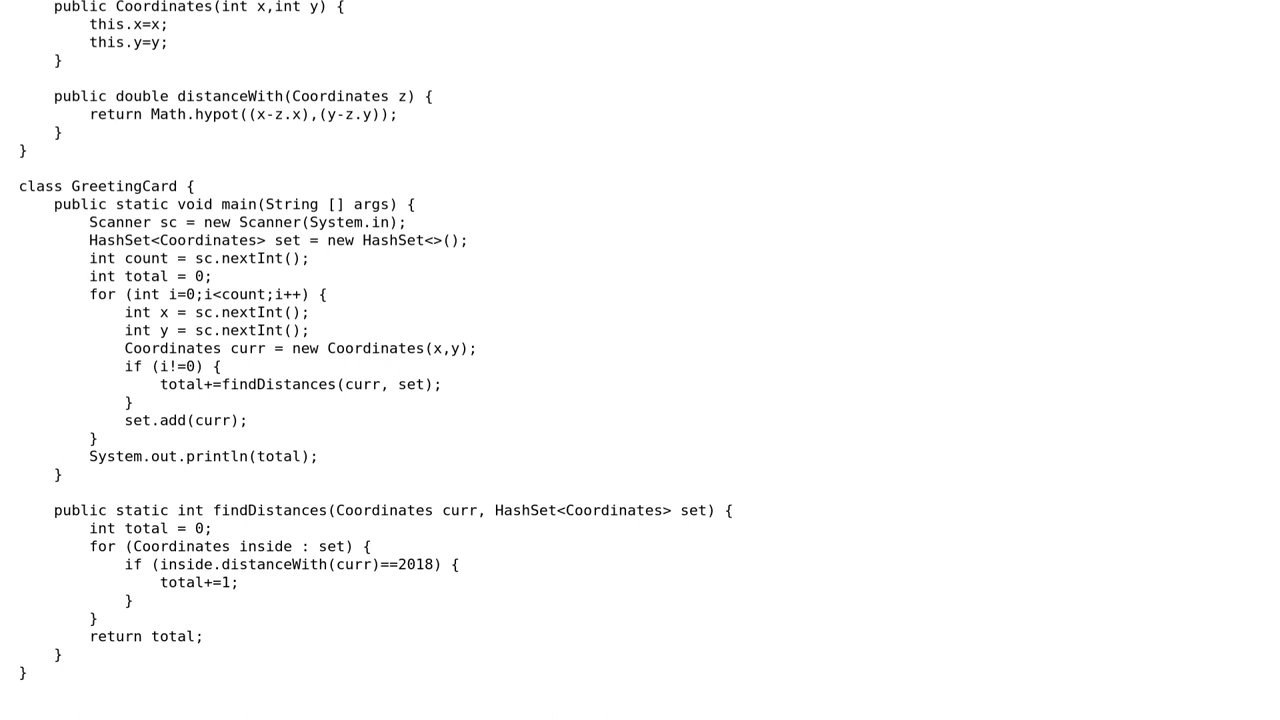 public Coordinates(int x,int y) {
        this.x=x;
        this.y=y;
    }

    public double distanceWith(Coordinates z) {
        return Math.hypot((x-z.x),(y-z.y));
    }
}

class GreetingCard {
    public static void main(String [] args) {
        Scanner sc = new Scanner(System.in);
        HashSet<Coordinates> set = new HashSet<>();
        int count = sc.nextInt();
        int total = 0;
        for (int i=0;i<count;i++) {
            int x = sc.nextInt();
            int y = sc.nextInt();
            Coordinates curr = new Coordinates(x,y);
            if (i!=0) {
                total+=findDistances(curr, set);
            }
            set.add(curr);
        }
        System.out.println(total);
    }

    public static int findDistances(Coordinates curr, HashSet<Coordinates> set) {
        int total = 0;
        for (Coordinates inside : set) {
            if (inside.distanceWith(curr)==2018) {
                total+=1;
            }
        }
        return total;
    }
}